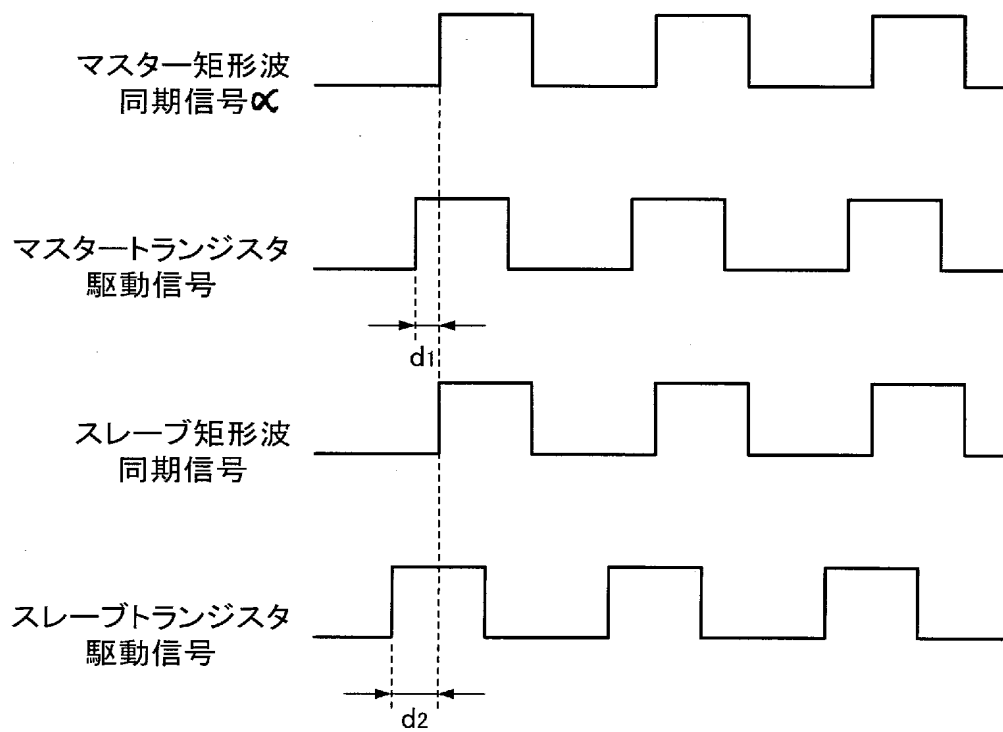 マスター矩形波
同期信号α
マスタートランジスタ
駆動信号
d1
スレーブ矩形波
同期信号
スレーブトランジスタ
駆動信号
d2